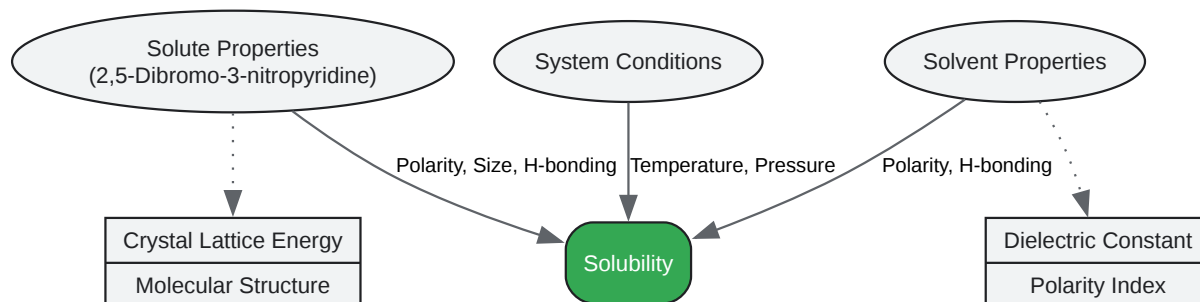 Solute Properties
(2,5-Dibromo-3-nitropyridine)
System Conditions
Solvent Properties
Polarity, Size, H-bonding
Temperature, Pressure
Polarity, H-bonding
Crystal Lattice Energy
Molecular Structure
Solubility
Dielectric Constant
Polarity Index